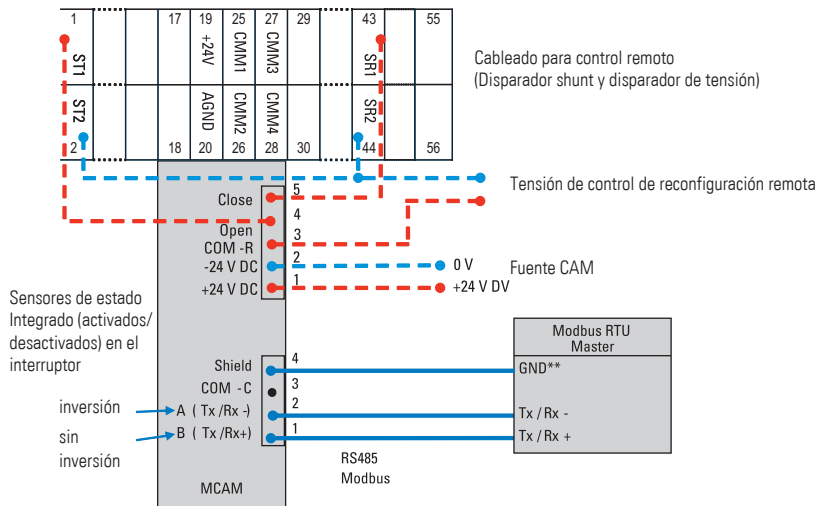 1 17 19 25 27 29 43 55
ST1 +24V CMM1 CMM3 SR1
ST2 AGND CMM2 CMM4 SR2
2 18 20 26 28 30 44 56
Cableado para control remoto
(Disparador shunt y disparador de tensión)
Tensión de control de reconfiguración remota
Close 5
Open 4
COM -R 3
-24 V DC 2
+24 V DC 1
0 V
+24 V DV
Fuente CAM
Sensores de estado
Integrado (activados/
desactivados) en el
interruptor
Shield 4
COM - C 3
A ( Tx /Rx -) 2
B ( Tx /Rx+) 1
inversión
sin
inversión
MCAM
RS485
Modbus
Modbus RTU
Master
GND**
Tx / Rx -
Tx / Rx +